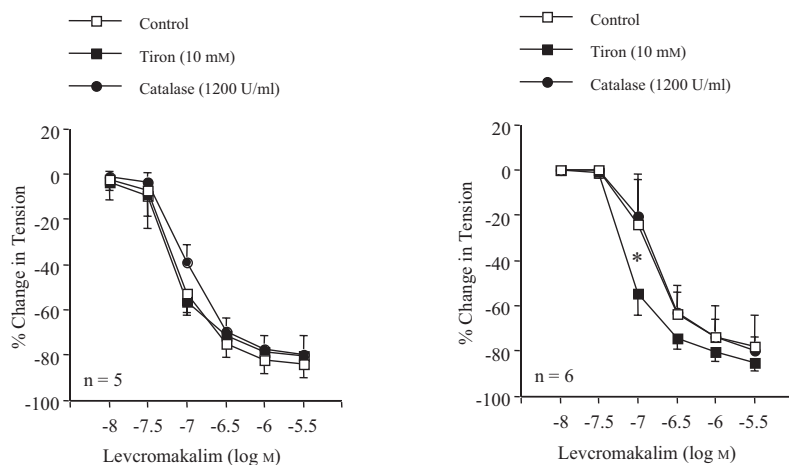 Control
Tiron (10 mM)
Catalase (1200 U/ml)
20
0
-20
-40
-60
-80
-100
% Change in Tension
n = 5
-8 -7.5 -7 -6.5 -6 -5.5
Levcromakalim (log M)
Control
Tiron (10 mM)
Catalase (1200 U/ml)
20
0
-20
-40
-60
-80
-100
% Change in Tension
*
n = 6
-8 -7.5 -7 -6.5 -6 -5.5
Levcromakalim (log M)